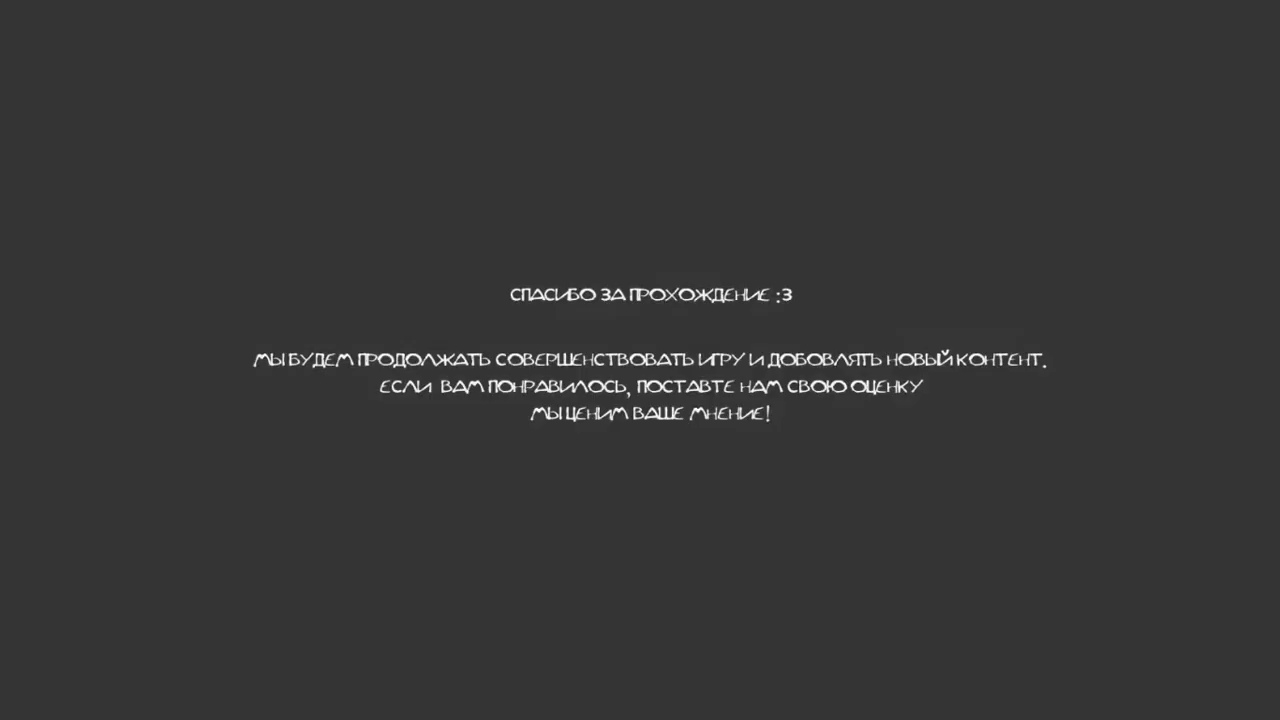 СПАСИБО ЗА ПРОХОЖДЕНИЕ :3
МЫ БУДЕМ ПРОДОЛЖАТЬ СОВЕРШЕНСТВОВАТЬ ИГРУ И ДОБОВЛЯТЬ НОВЫЙ КОНТЕНТ.
ЕСЛИ ВАМ ПОНРАВИЛОСЬ, ПОСТАВТЕ НАМ СВОЮ ОЦЕНКУ
МЫ ЦЕНИМ ВАШЕ МНЕНИЕ!